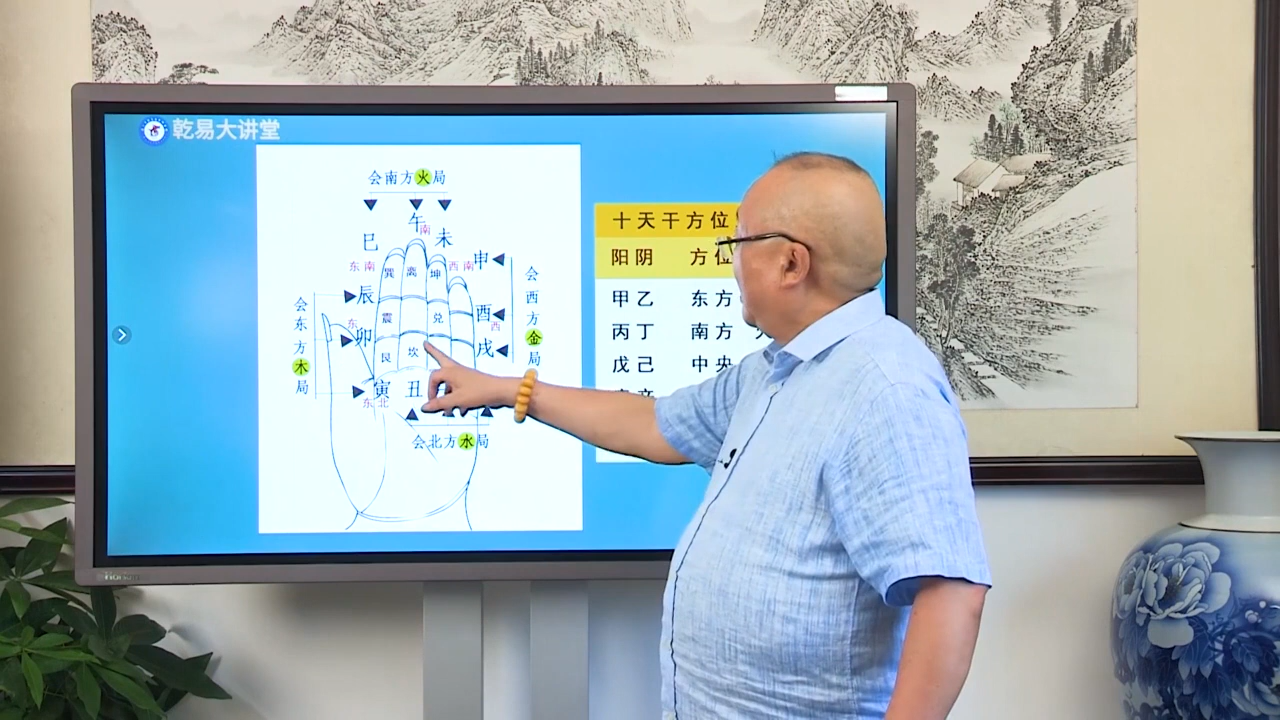 乾易大讲堂
会南方火局
午
南
巳
未
东南
巽
离
坤
西南
申
辰
震
兑
酉
西
东
卯
艮
坎
戌
寅
丑
东北
会东方木局
会西方金局
会北方水局
十天干方位
阳阴
方位
甲乙
东方
丙丁
南方
戊己
中央